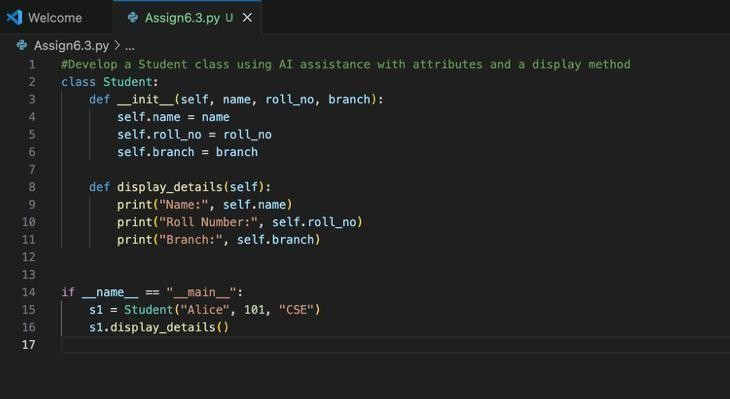 Welcome
Assign6.3.py U
Assign6.3.py > ...
1 #Develop a Student class using AI assistance with attributes and a display method
2 class Student:
3     def __init__(self, name, roll_no, branch):
4         self.name = name
5         self.roll_no = roll_no
6         self.branch = branch
7
8     def display_details(self):
9         print("Name:", self.name)
10         print("Roll Number:", self.roll_no)
11         print("Branch:", self.branch)
12
13
14 if __name__ == "__main__":
15     s1 = Student("Alice", 101, "CSE")
16     s1.display_details()
17